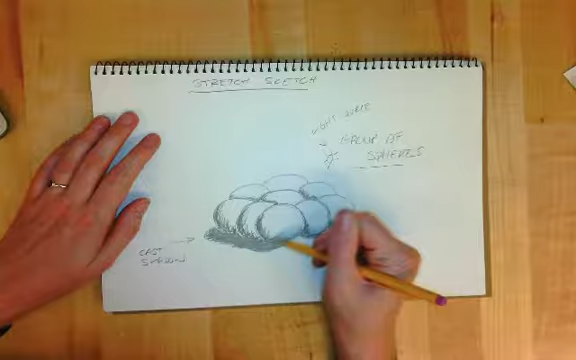 STRETCH SKETCH
LIGHT SOURCE
GROUP OF
SPHERES
CAST
SHADOW